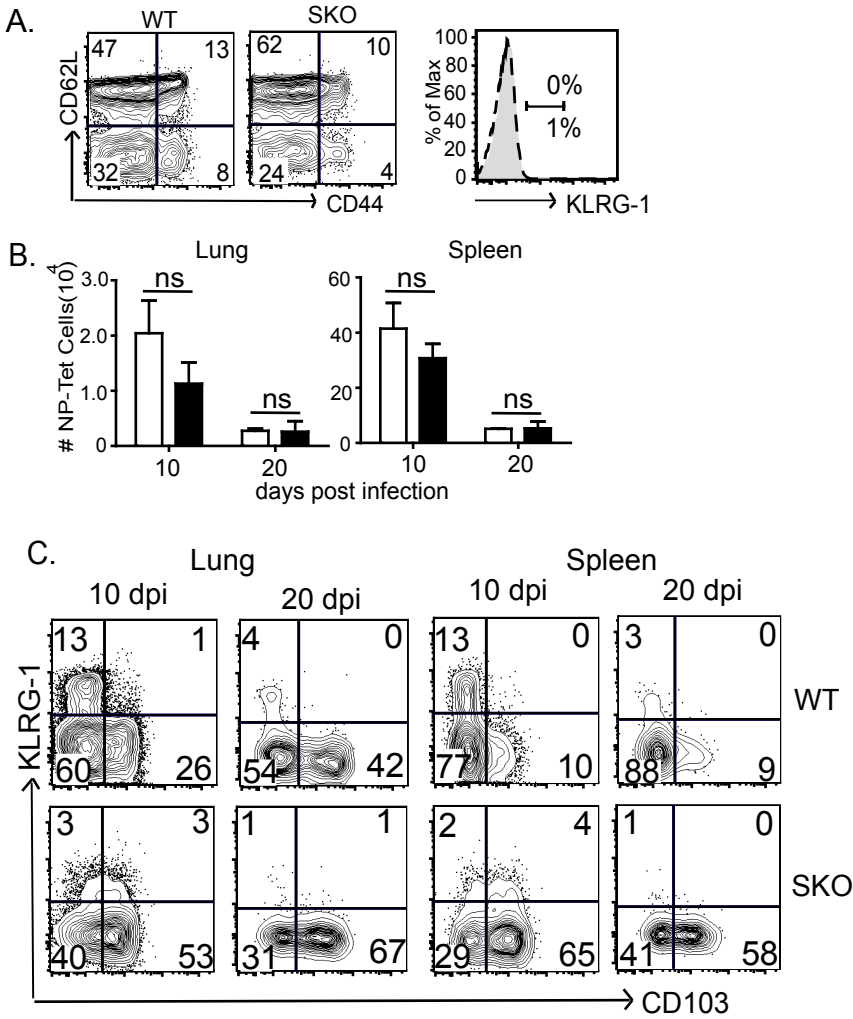 A.
WT
SKO
47
13
62
10
32
8
24
4
CD62L
CD44
% of Max
100
80
60
40
20
0
0%
1%
KLRG-1
B.
Lung
Spleen
# NP-Tet Cells(10^4)
3.0
2.0
1.0
0
ns
ns
10
20
60
40
20
0
ns
ns
10
20
days post infection
C.
Lung
Spleen
10 dpi
20 dpi
10 dpi
20 dpi
13
1
4
0
13
0
3
0
60
26
54
42
77
10
88
9
WT
3
3
1
1
2
4
1
0
40
53
31
67
29
65
41
58
SKO
KLRG-1
CD103